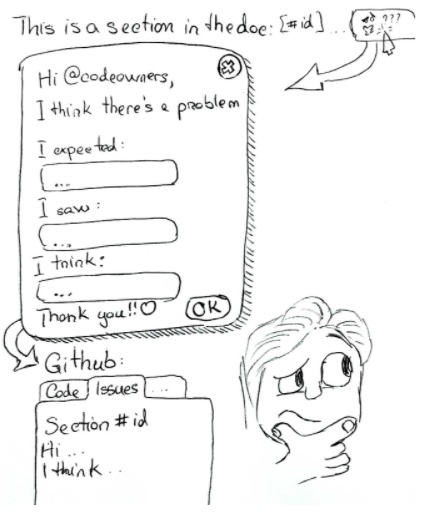 This is a section in the doc: [#id] ... ???
Hi @codeowners,
I think there's a problem
I expected:
...
I saw:
...
I think:
...
Thank you!!
OK
Github:
Code Issues ...
Section #id
Hi ...
I think ..